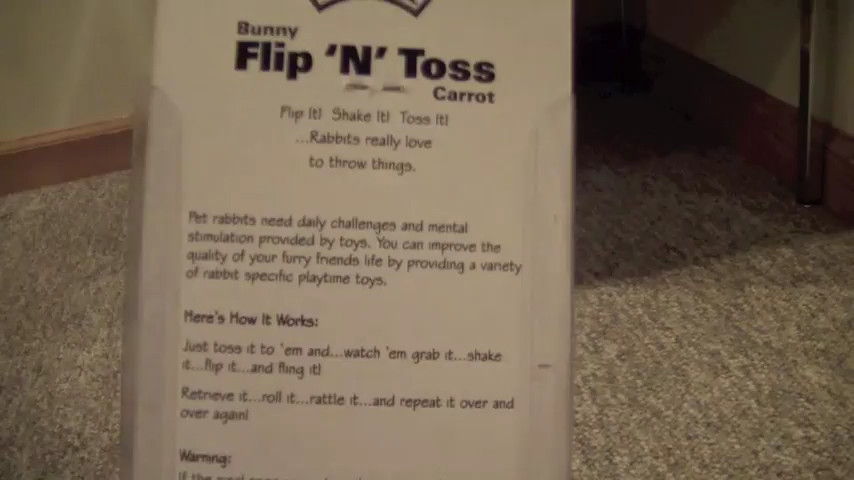 Bunny
Flip 'N' Toss
Carrot
Flip It! Shake It! Toss It!
...Rabbits really love
to throw things.
Pet rabbits need daily challenges and mental
stimulation provided by toys. You can improve the
quality of your furry friends life by providing a variety
of rabbit specific playtime toys.
Here's How It Works:
Just toss it to 'em and...watch 'em grab it...shake
it...flip it...and fling it!
Retrieve it...roll it...rattle it...and repeat it over and
over again!
Warning:
If the